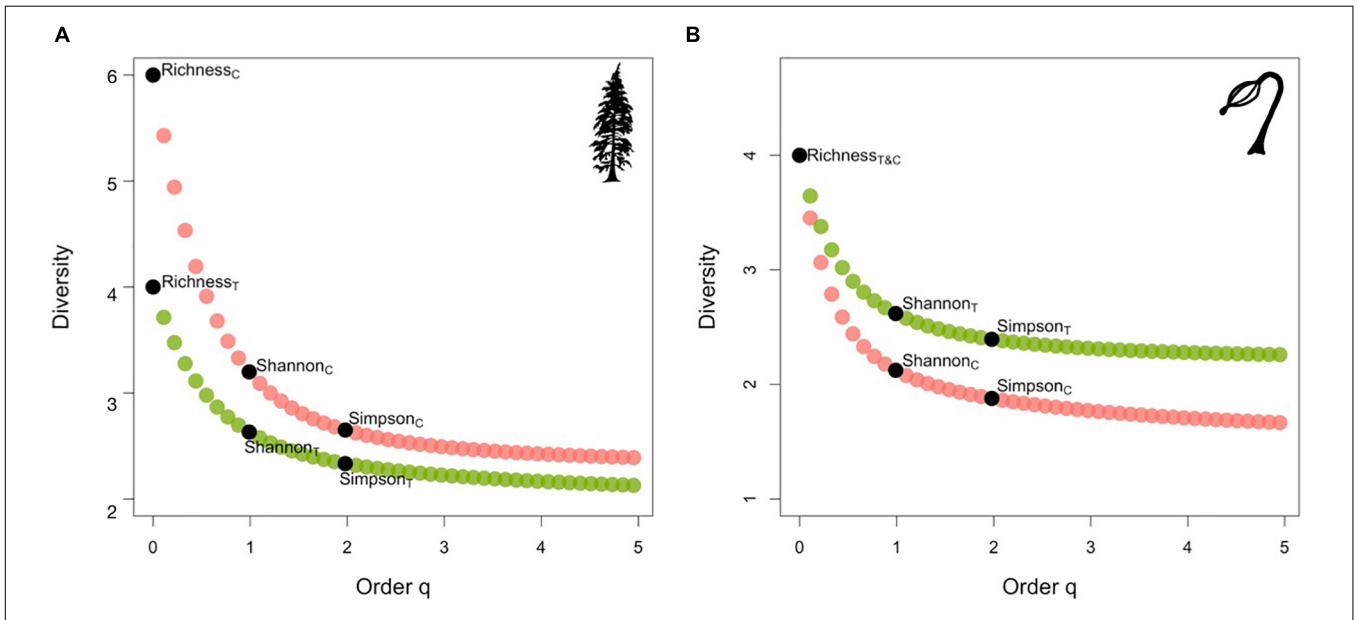 A
B
Richness_C
Richness_T
Shannon_C
Simpson_C
Shannon_T
Simpson_T
6
5
4
3
2
0 1 2 3 4 5
Diversity
Order q
Richness_T&C
Shannon_T
Simpson_T
Shannon_C
Simpson_C
4
3
2
1
0 1 2 3 4 5
Diversity
Order q